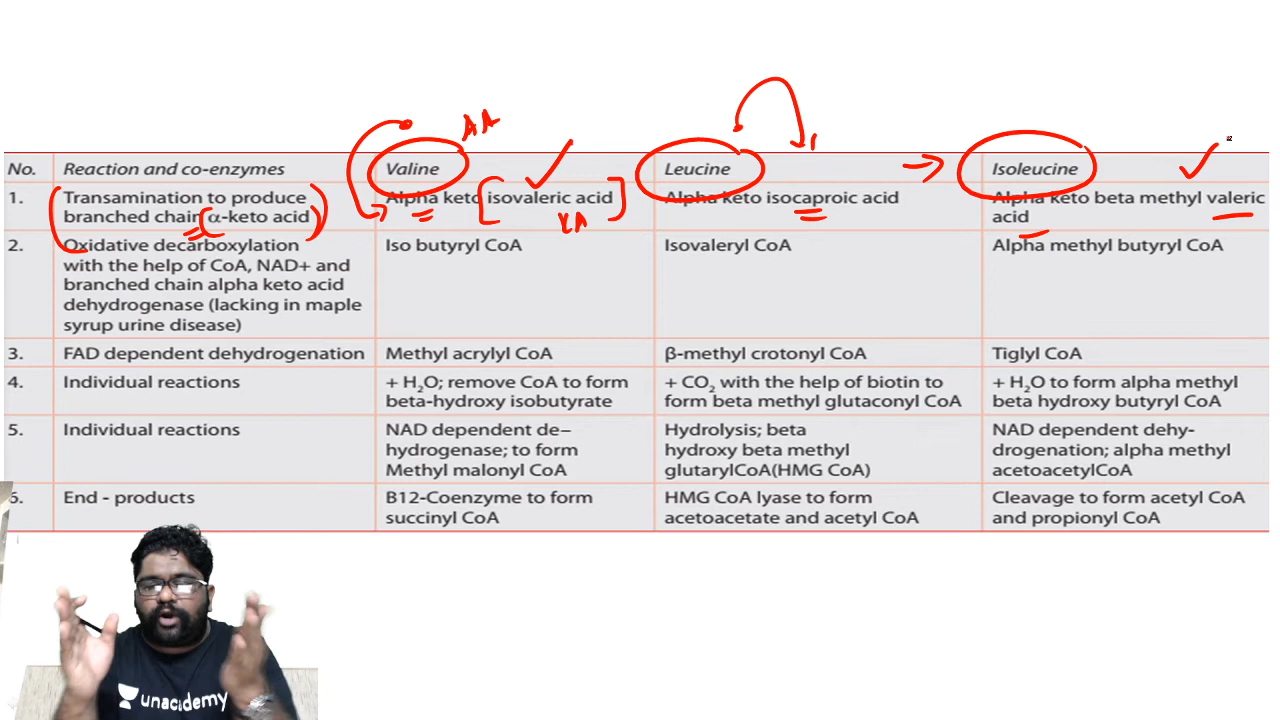 AA
No. Reaction and co-enzymes Valine Leucine Isoleucine
1. Transamination to produce branched chain α-keto acid
Alpha keto isovaleric acid
Alpha keto isocaproic acid
Alpha keto beta methyl valeric acid
KA
2. Oxidative decarboxylation
with the help of CoA, NAD+ and
branched chain alpha keto acid
dehydrogenase (lacking in maple
syrup urine disease)
Iso butyryl CoA
Isovaleryl CoA
Alpha methyl butyryl CoA
3. FAD dependent dehydrogenation
Methyl acrylyl CoA
β-methyl crotonyl CoA
Tiglyl CoA
4. Individual reactions
+ H₂O; remove CoA to form
beta-hydroxy isobutyrate
+ CO₂ with the help of biotin to
form beta methyl glutaconyl CoA
+ H₂O to form alpha methyl
beta hydroxy butyryl CoA
5. Individual reactions
NAD dependent de–
hydrogenase; to form
Methyl malonyl CoA
Hydrolysis; beta
hydroxy beta methyl
glutarylCoA(HMG CoA)
NAD dependent dehy-
drogenation; alpha methyl
acetoacetylCoA
6. End - products
B12-Coenzyme to form
succinyl CoA
HMG CoA lyase to form
acetoacetate and acetyl CoA
Cleavage to form acetyl CoA
and propionyl CoA
unacademy